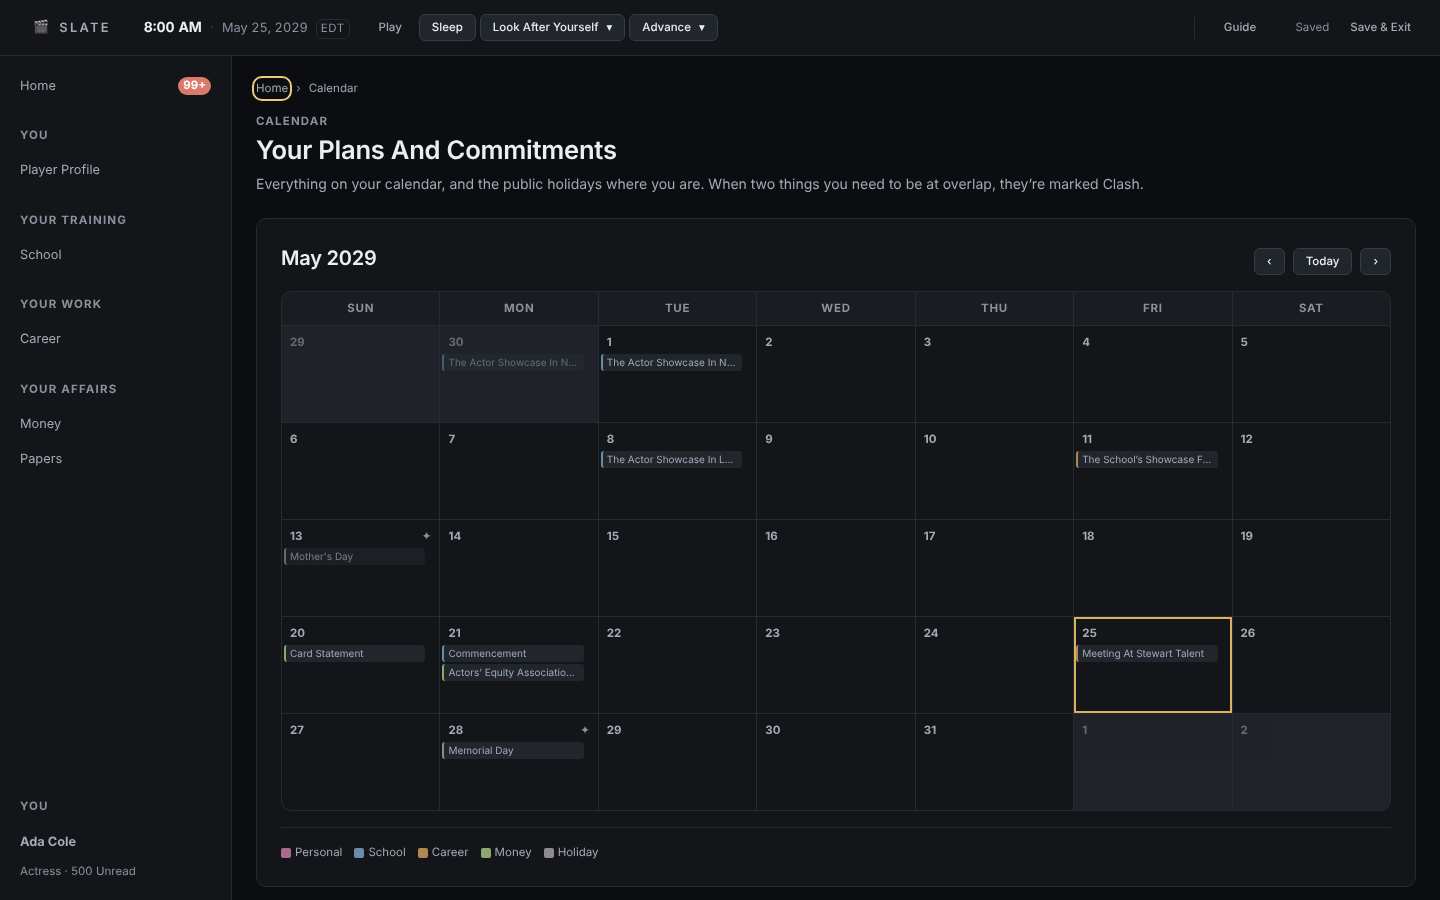 🎬 SLATE 8:00 AM · May 25, 2029 EDT Play Sleep Look After Yourself ▾ Advance ▾ Guide Saved Save & Exit
Home 99+
YOU
Player Profile
YOUR TRAINING
School
YOUR WORK
Career
YOUR AFFAIRS
Money
Papers
YOU
Ada Cole
Actress · 500 Unread
Home › Calendar
CALENDAR
Your Plans And Commitments
Everything on your calendar, and the public holidays where you are. When two things you need to be at overlap, they’re marked Clash.
May 2029 ‹ Today ›
SUN MON TUE WED THU FRI SAT
29 30 1 2 3 4 5
The Actor Showcase In N... The Actor Showcase In N...
6 7 8 9 10 11 12
The Actor Showcase In L... The School’s Showcase F...
13 ✦ 14 15 16 17 18 19
Mother’s Day
20 21 22 23 24 25 26
Card Statement Commencement Meeting At Stewart Talent
Actors’ Equity Associatio...
27 28 ✦ 29 30 31 1 2
Memorial Day
Personal School Career Money Holiday